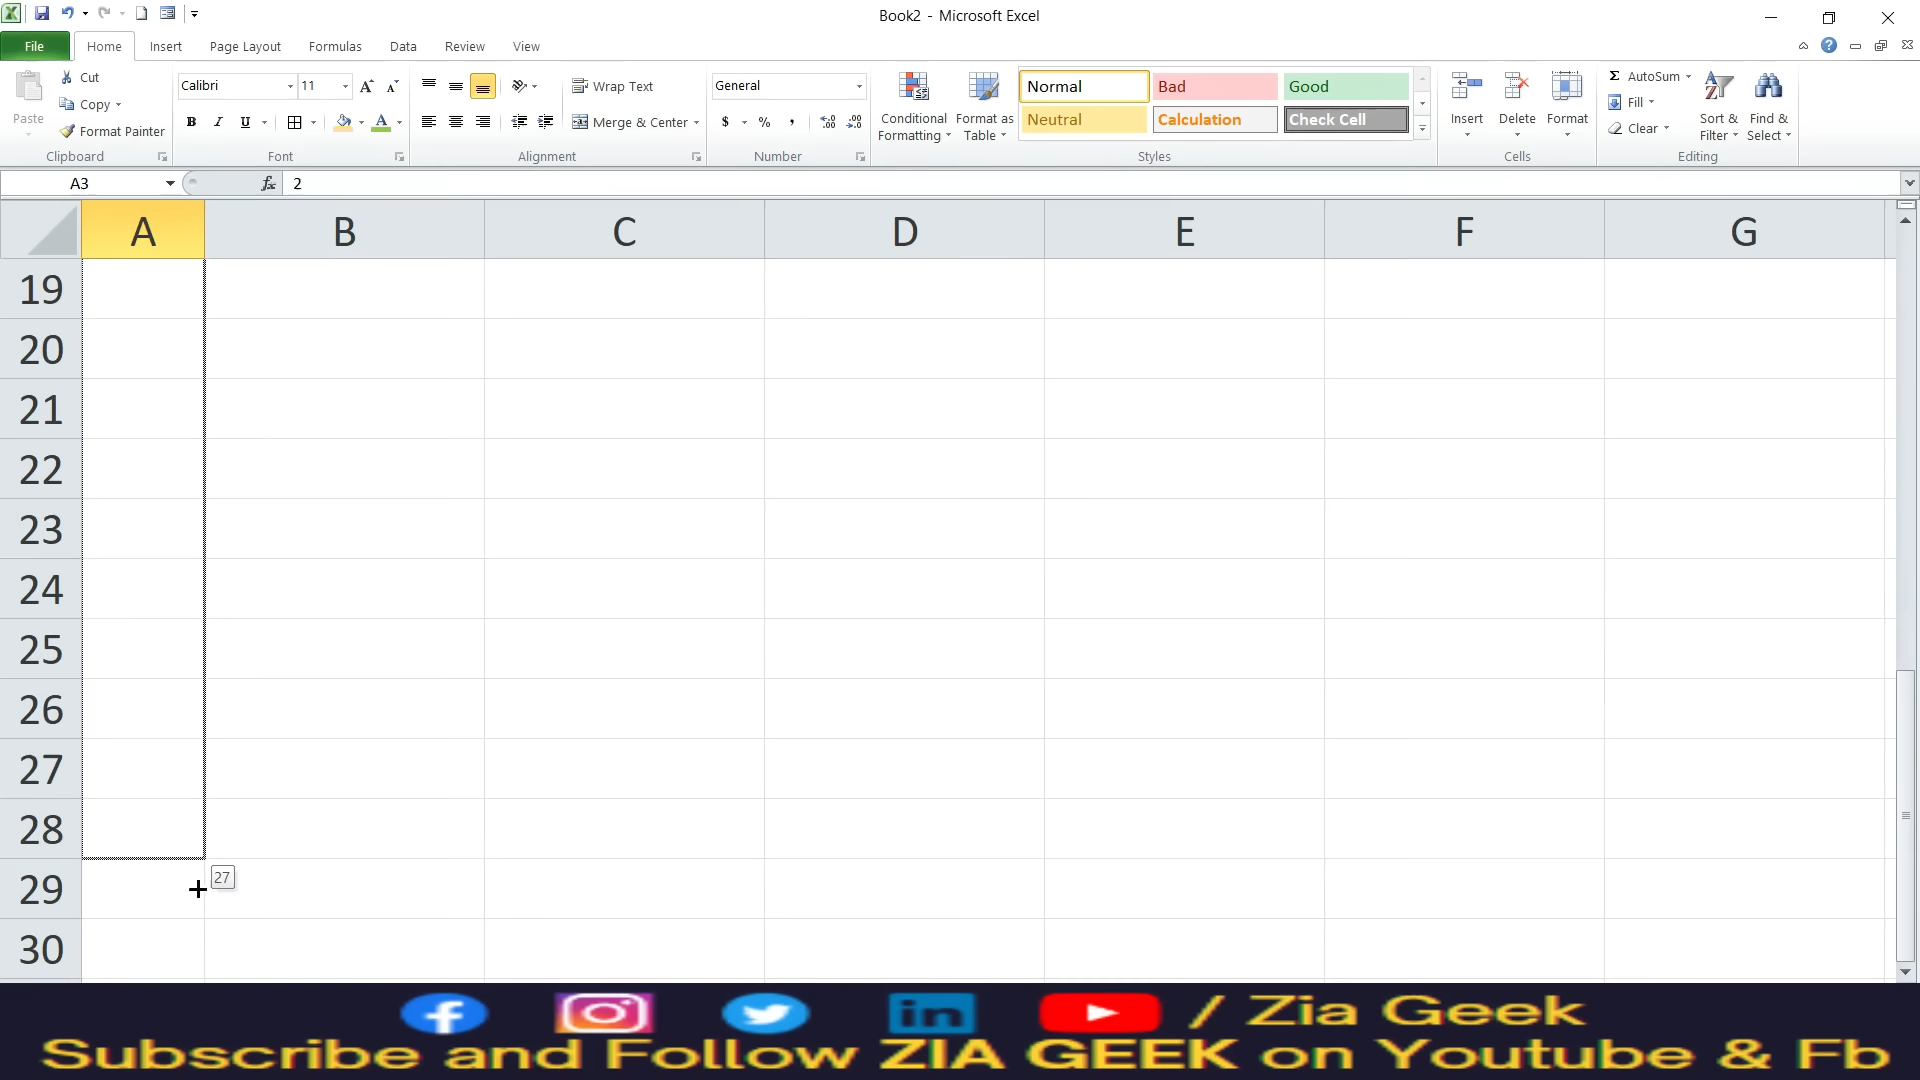 Book2 - Microsoft Excel
File Home Insert Page Layout Formulas Data Review View
Paste
Cut
Copy
Format Painter
Clipboard
Calibri 11
B I U
Font
Wrap Text
Merge & Center
Alignment
General
$ % ,
Number
Conditional Formatting
Format as Table
Normal Bad Good
Neutral Calculation Check Cell
Styles
Insert Delete Format
Cells
Σ AutoSum
Fill
Clear
Sort & Filter
Find & Select
Editing
A3 fx 2
A B C D E F G
19
20
21
22
23
24
25
26
27
28
27
29
30
/ Zia Geek
Subscribe and Follow ZIA GEEK on Youtube & Fb